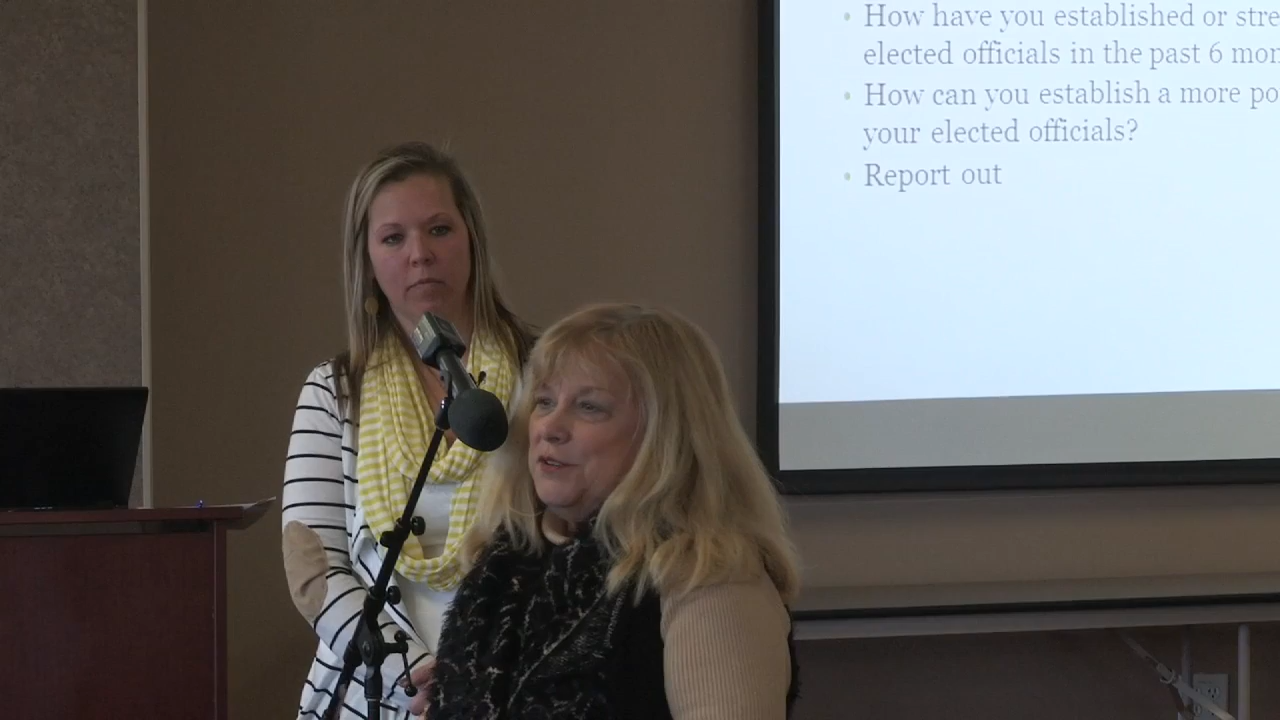 • How have you established or stre
elected officials in the past 6 mon
• How can you establish a more po
your elected officials?
• Report out